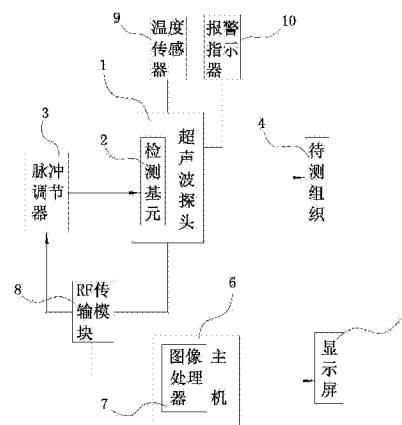 9
温度感
传器
10
报警
指示
器
1
3
脉冲
调节
器
2
检测基元
超声波探头
4
待测组织
8
RF传
输模
块
6
图像
处理
器
主机
7
显示屏